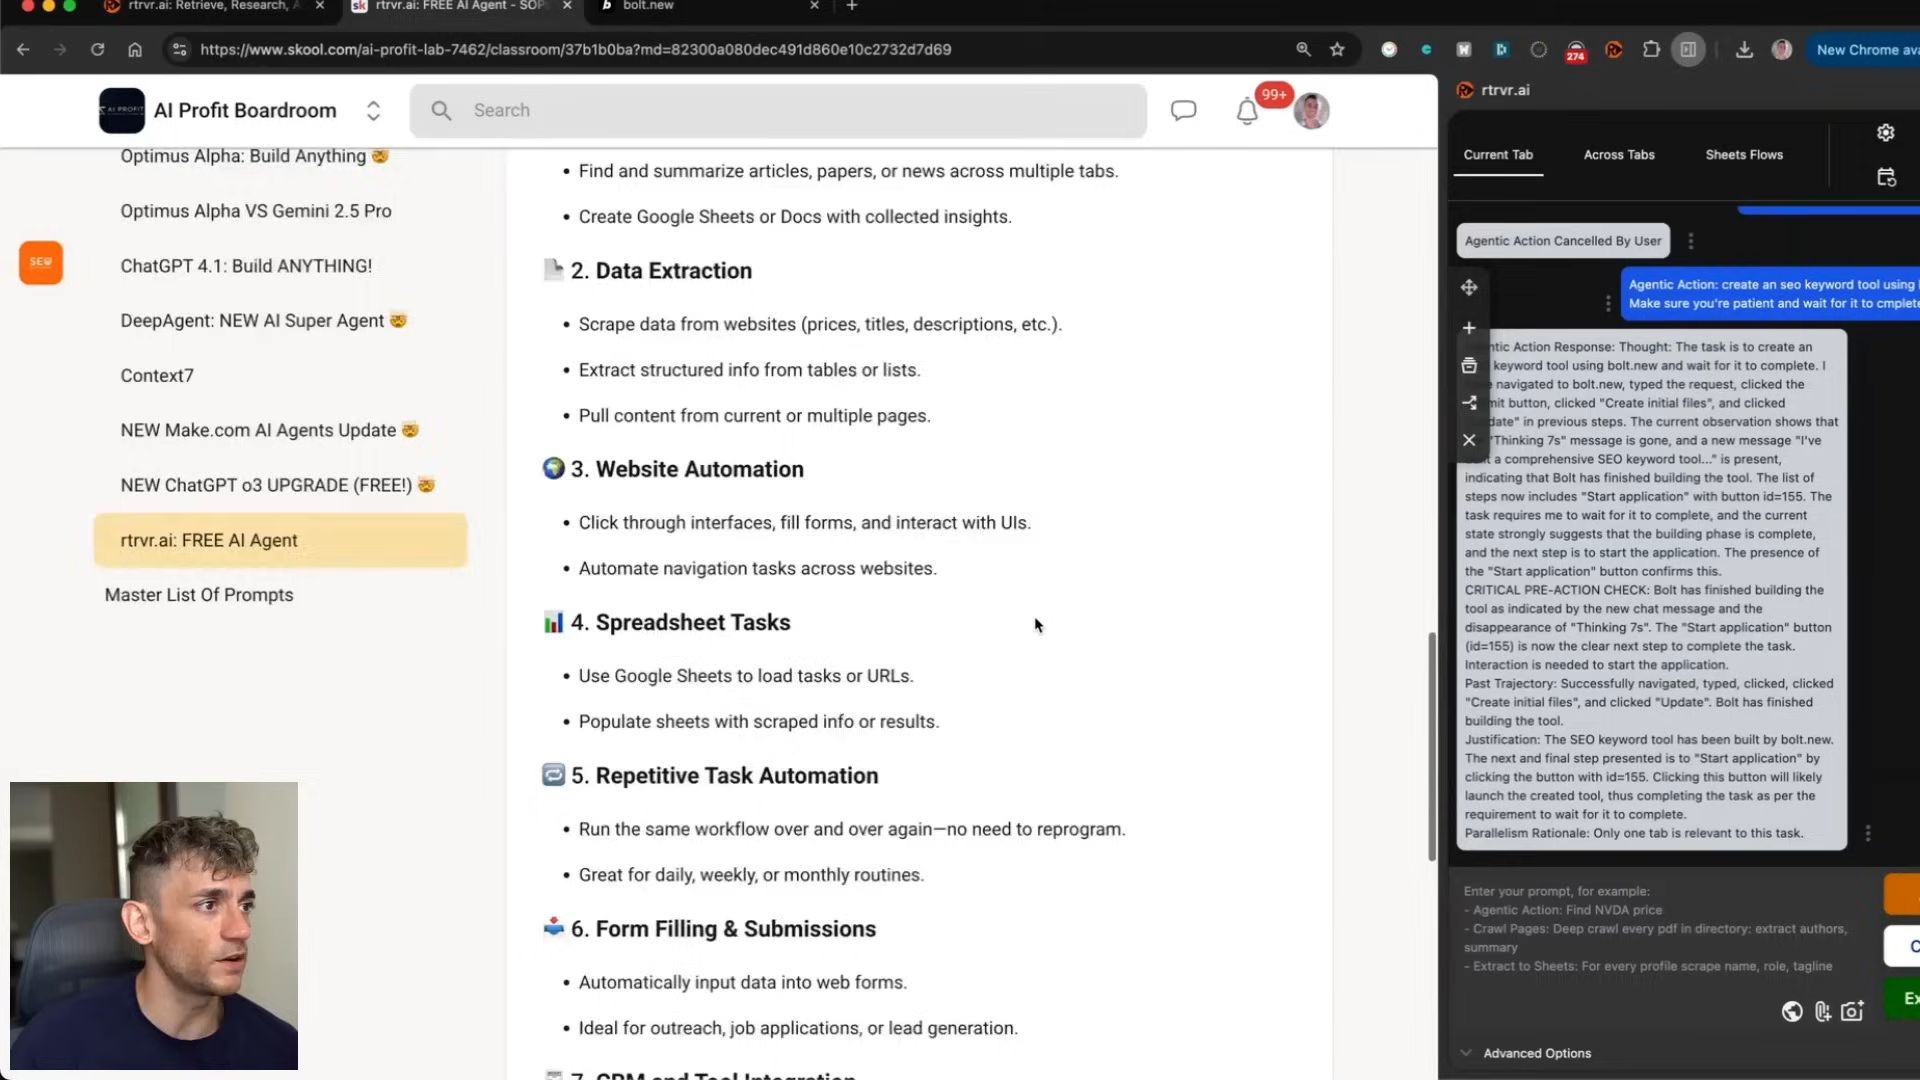 rtrvr.ai: Retrieve, Research, A
rtrvr.ai: FREE AI Agent - SOP
bolt.new
https://www.skool.com/ai-profit-lab-7462/classroom/37b1b0ba?md=82300a080dec491d860e10c2732d7d69
274
New Chrome ava
AI Profit Boardroom
Search
99+
Optimus Alpha: Build Anything 🤯
Optimus Alpha VS Gemini 2.5 Pro
SEW
ChatGPT 4.1: Build ANYTHING!
DeepAgent: NEW AI Super Agent 🤯
Context7
NEW Make.com AI Agents Update 🤯
NEW ChatGPT o3 UPGRADE (FREE!) 🤯
rtrvr.ai: FREE AI Agent
Master List Of Prompts
• Find and summarize articles, papers, or news across multiple tabs.
• Create Google Sheets or Docs with collected insights.
2. Data Extraction
• Scrape data from websites (prices, titles, descriptions, etc.).
• Extract structured info from tables or lists.
• Pull content from current or multiple pages.
3. Website Automation
• Click through interfaces, fill forms, and interact with UIs.
• Automate navigation tasks across websites.
4. Spreadsheet Tasks
• Use Google Sheets to load tasks or URLs.
• Populate sheets with scraped info or results.
5. Repetitive Task Automation
• Run the same workflow over and over again—no need to reprogram.
• Great for daily, weekly, or monthly routines.
6. Form Filling & Submissions
• Automatically input data into web forms.
• Ideal for outreach, job applications, or lead generation.
7. CRM and Tool Integration
rtrvr.ai
Current Tab
Across Tabs
Sheets Flows
Agentic Action Cancelled By User
Agentic Action: create an seo keyword tool using
Make sure you're patient and wait for it to cmplete
ntic Action Response: Thought: The task is to create an
keyword tool using bolt.new and wait for it to complete. I
navigated to bolt.new, typed the request, clicked the
mit button, clicked "Create initial files", and clicked
date" in previous steps. The current observation shows that
"Thinking 7s" message is gone, and a new message "I've
a comprehensive SEO keyword tool..." is present,
indicating that Bolt has finished building the tool. The list of
steps now includes "Start application" with button id=155. The
task requires me to wait for it to complete, and the current
state strongly suggests that the building phase is complete,
and the next step is to start the application. The presence of
the "Start application" button confirms this.
CRITICAL PRE-ACTION CHECK: Bolt has finished building the
tool as indicated by the new chat message and the
disappearance of "Thinking 7s". The "Start application" button
(id=155) is now the clear next step to complete the task.
Interaction is needed to start the application.
Past Trajectory: Successfully navigated, typed, clicked, clicked
"Create initial files", and clicked "Update". Bolt has finished
building the tool.
Justification: The SEO keyword tool has been built by bolt.new.
The next and final step presented is to "Start application" by
clicking the button with id=155. Clicking this button will likely
launch the created tool, thus completing the task as per the
requirement to wait for it to complete.
Parallelism Rationale: Only one tab is relevant to this task.
Enter your prompt, for example:
- Agentic Action: Find NVDA price
- Crawl Pages: Deep crawl every pdf in directory: extract authors,
summary
- Extract to Sheets: For every profile scrape name, role, tagline
C
Ex
Advanced Options